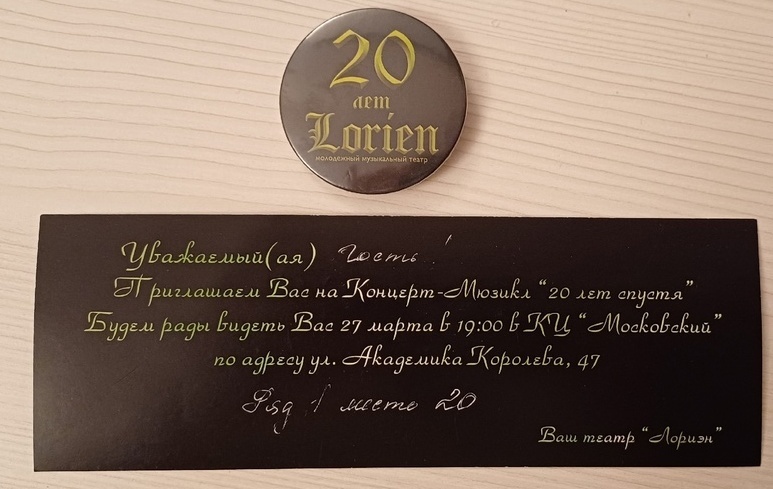 20
лет
Lorien
молодежный музыкальный театр
Уважаемый(ая) Гость!
Приглашаем Вас на Концерт-Мюзикл “20 лет спустя”
Будем рады видеть Вас 27 марта в 19:00 в КЦ “Московский”
по адресу ул. Академика Королева, 47
Ряд 1 место 20
Ваш театр “Лориэн”